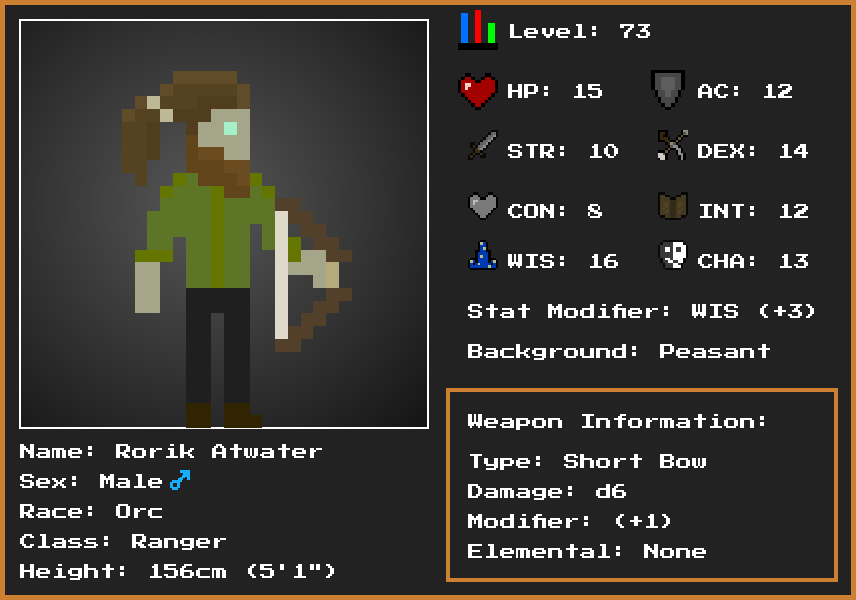 Level: 73
HP: 15
AC: 12
STR: 10
DEX: 14
CON: 8
INT: 12
WIS: 16
CHA: 13
Stat Modifier: WIS (+3)
Background: Peasant
Weapon Information:
Type: Short Bow
Damage: d6
Modifier: (+1)
Elemental: None
Name: Rorik Atwater
Sex: Male♂
Race: Orc
Class: Ranger
Height: 156cm (5'1")